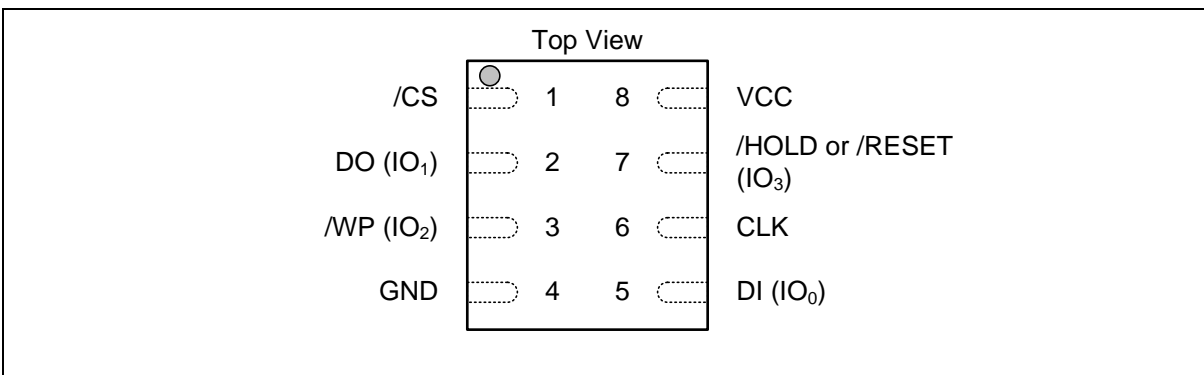 Top View
/CS 1 8 VCC
DO (IO₁) 2 7 /HOLD or /RESET
(IO₃)
/WP (IO₂) 3 6 CLK
GND 4 5 DI (IO₀)